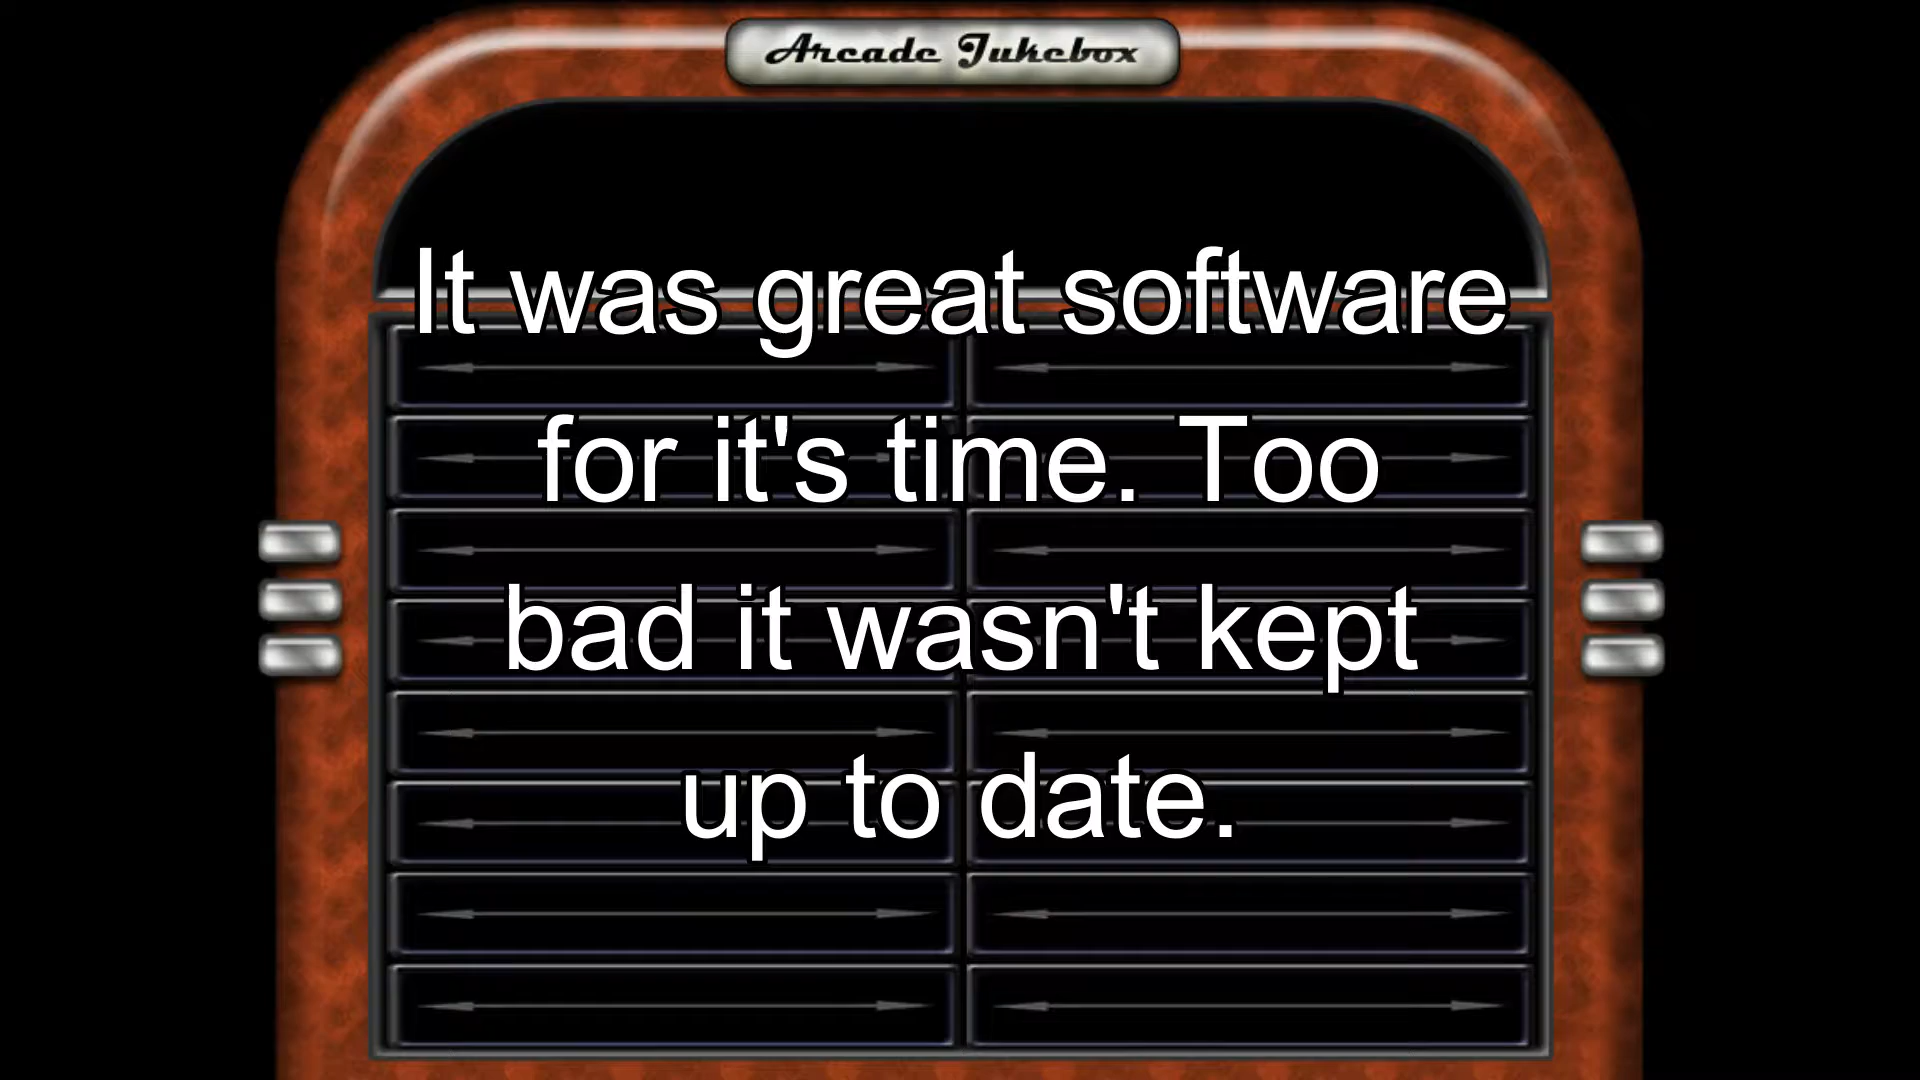 Arcade Jukebox
It was great software
for it's time. Too
bad it wasn't kept
up to date.